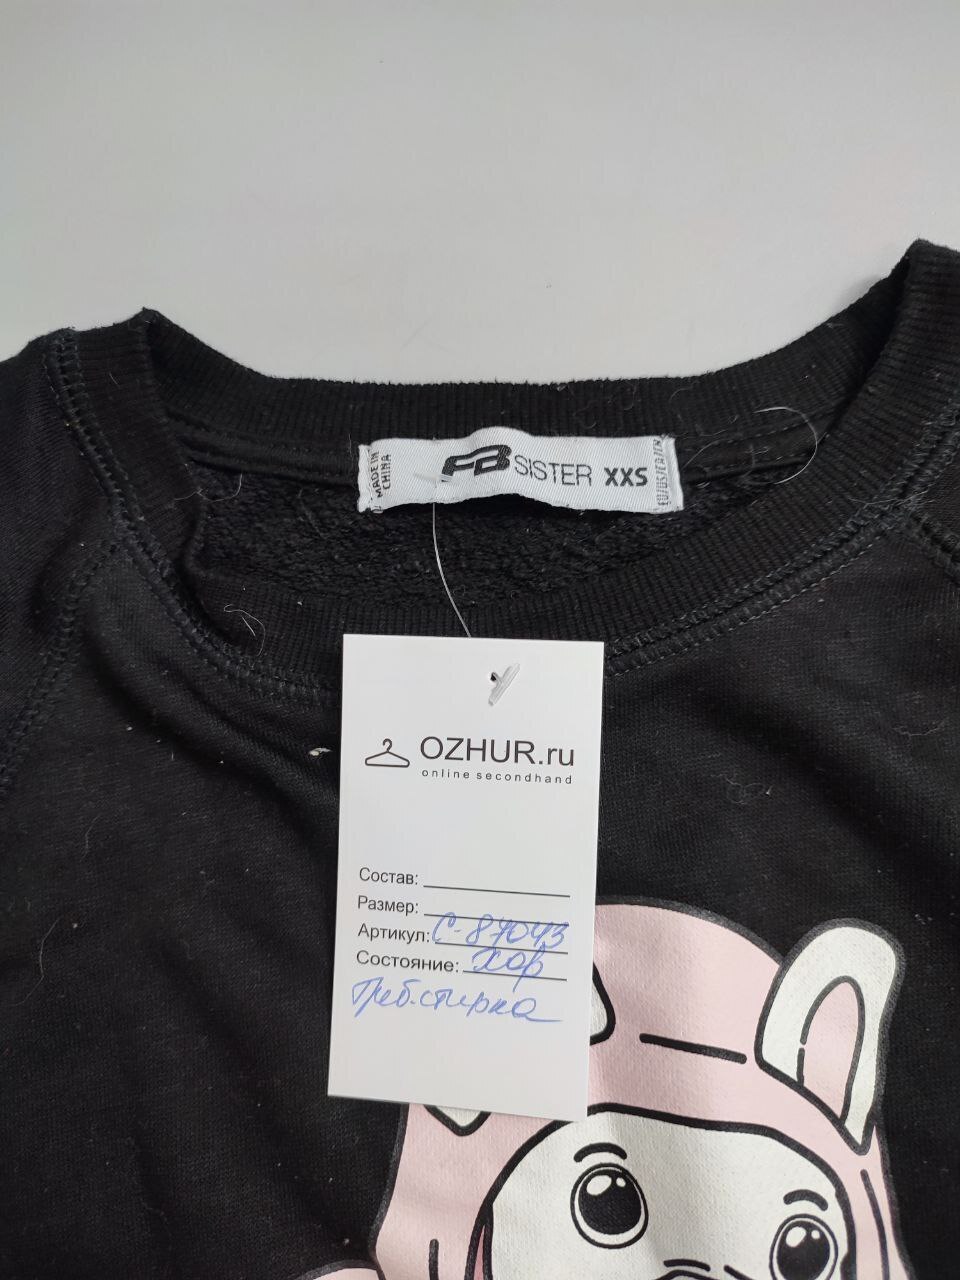 MADE IN
CHINA
FB SISTER XXS
OZHUR.ru
online secondhand
Состав:
Размер:
Артикул: С-87043
Состояние: хор
Треб. стирка